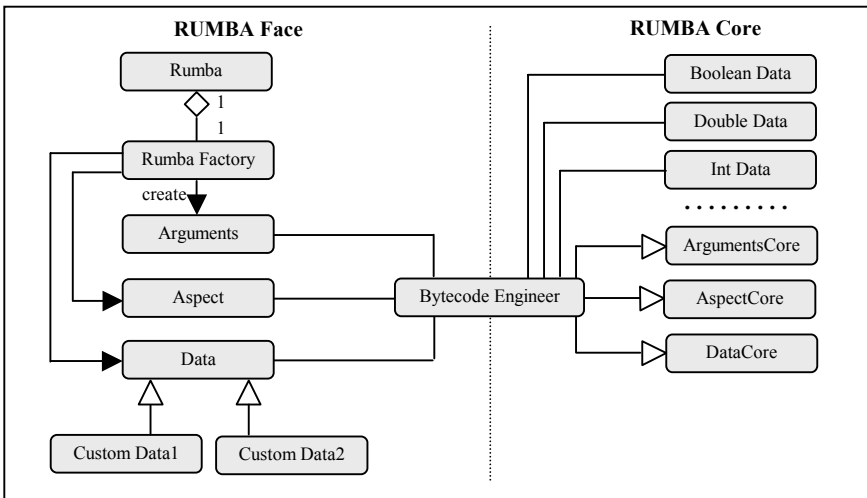 RUMBA Face
Rumba
1
1
Rumba Factory
create
Arguments
Aspect
Data
Custom Data1
Custom Data2
Bytecode Engineer
RUMBA Core
Boolean Data
Double Data
Int Data
.........
ArgumentsCore
AspectCore
DataCore